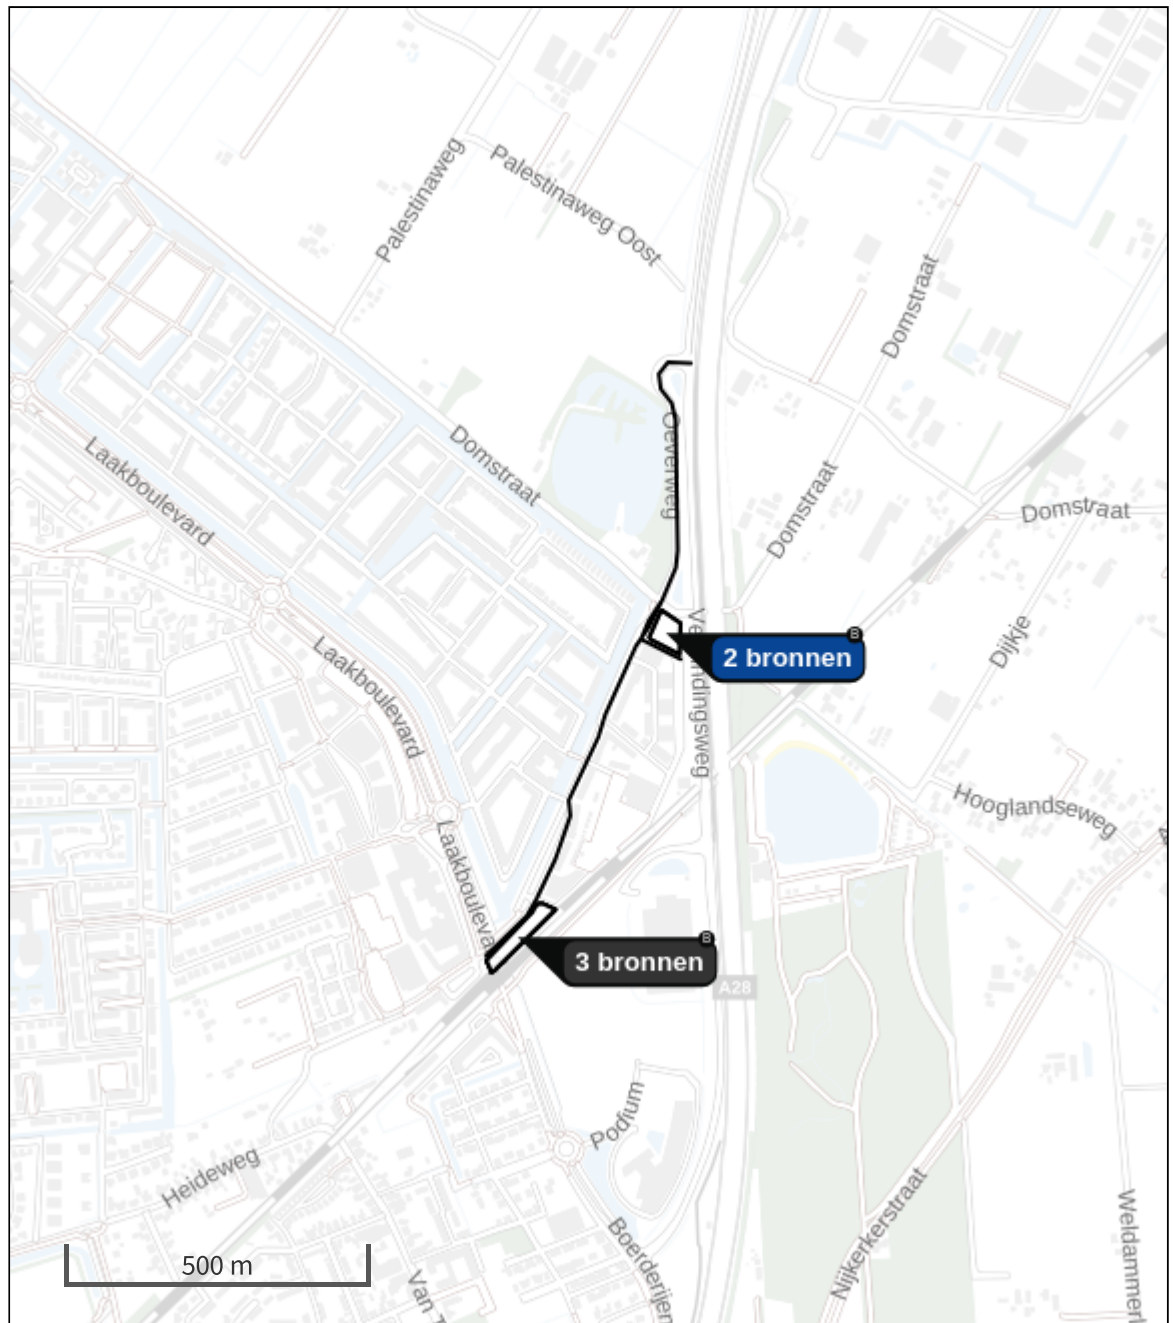 Palestinaweg
Palestinaweg Oost
Domstraat
Oeverweg
Laakboulevard
Domstraat
Domstraat
Domstraat
Dijkje
B
2 bronnen
Laakboulevard
Hooglandseweg
B
3 bronnen
A28
Podium
Heideweg
Nijkerkerstraat
500 m
Van